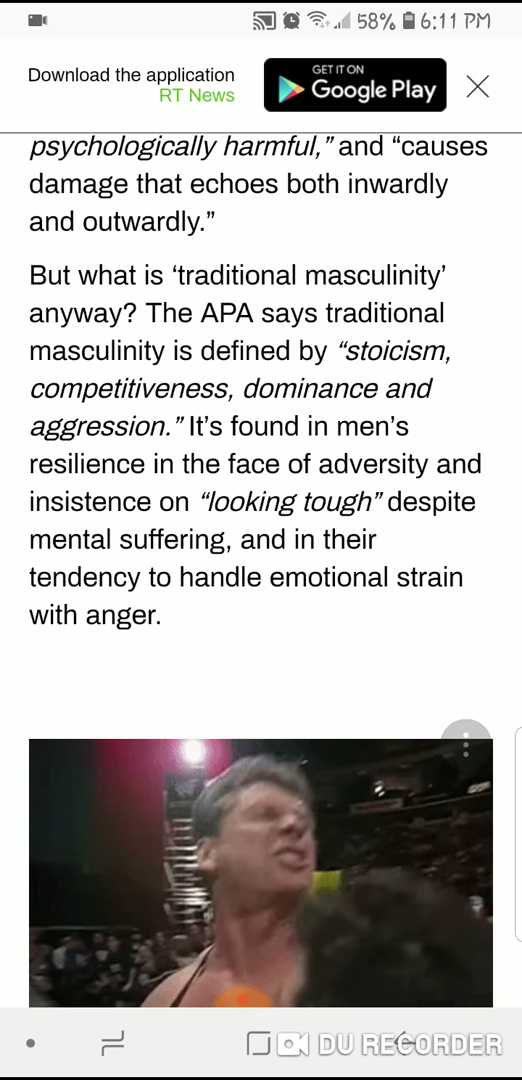 58% 6:11 PM
Download the application
RT News
GET IT ON
Google Play
psychologically harmful,” and “causes
damage that echoes both inwardly
and outwardly.”
But what is ‘traditional masculinity’
anyway? The APA says traditional
masculinity is defined by “stoicism,
competitiveness, dominance and
aggression.” It’s found in men’s
resilience in the face of adversity and
insistence on “looking tough” despite
mental suffering, and in their
tendency to handle emotional strain
with anger.
DU RECORDER